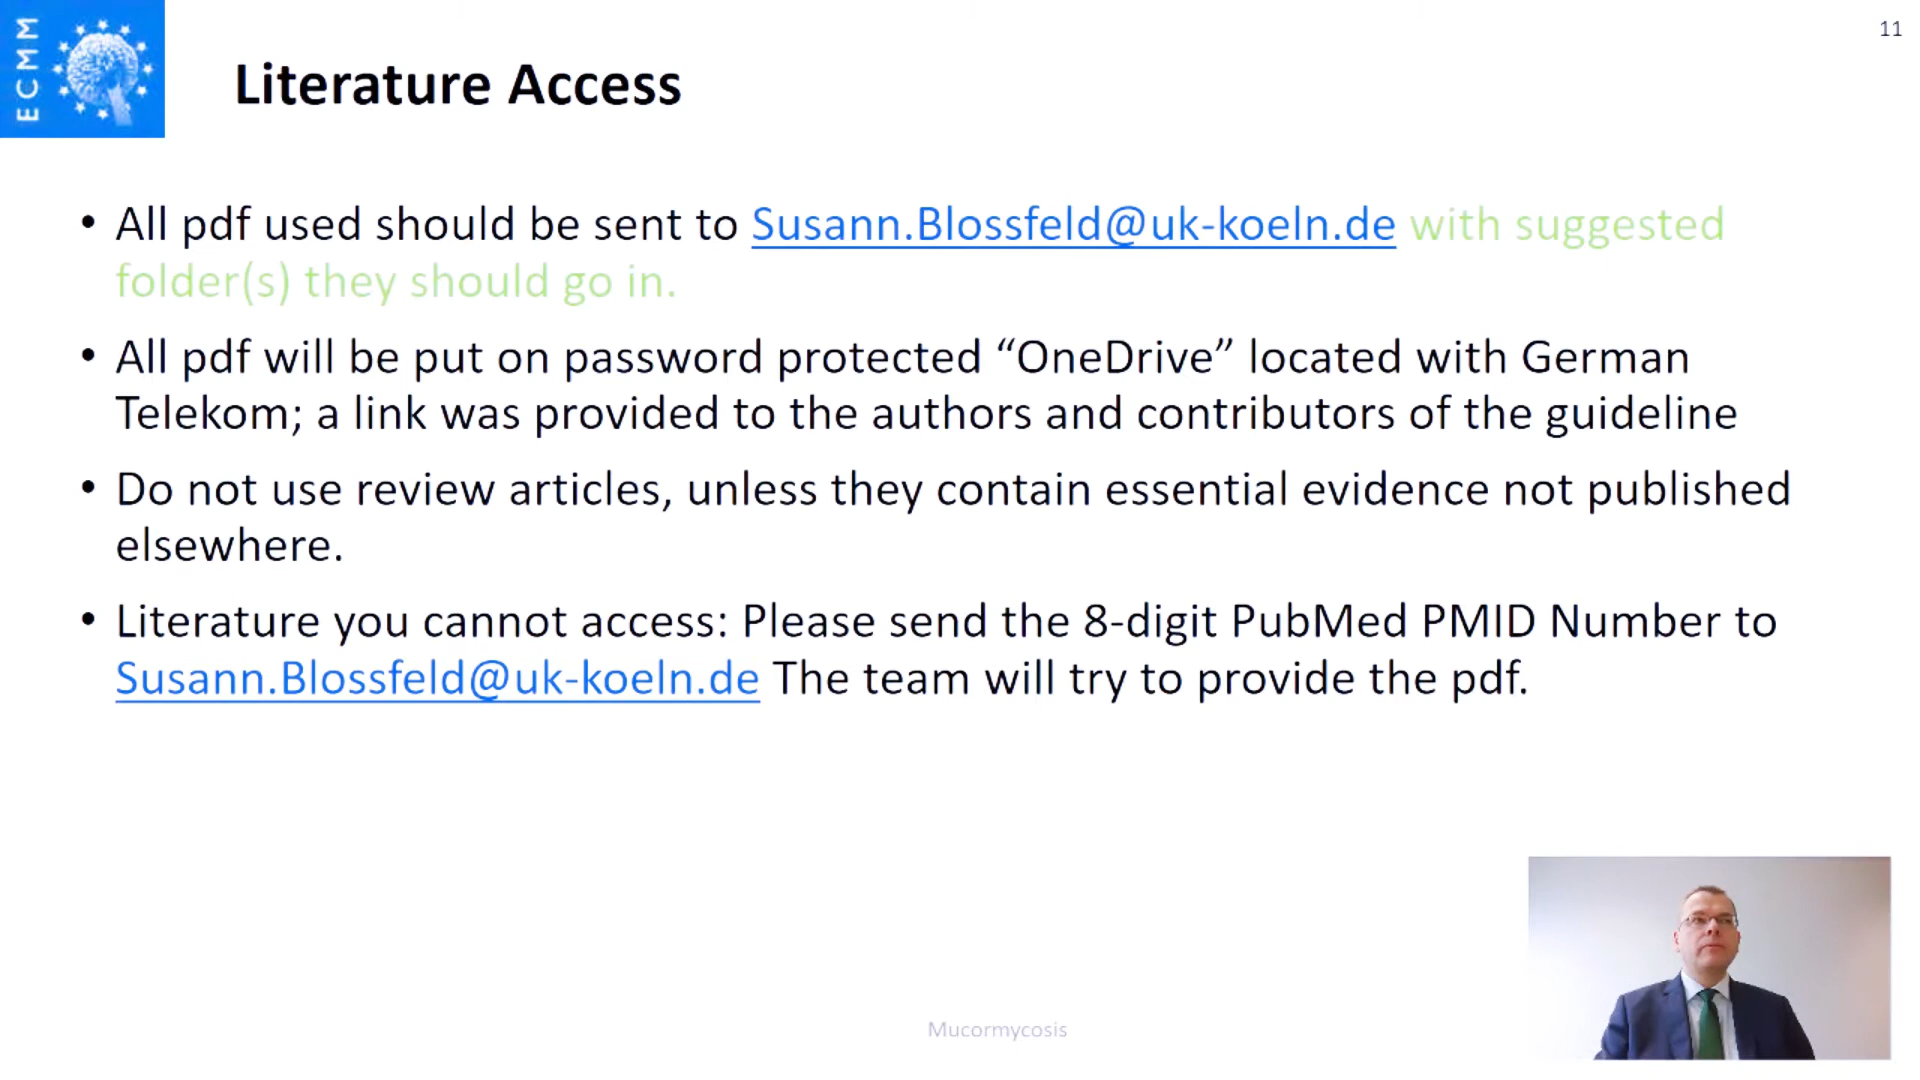 ECMM
11
Literature Access
• All pdf used should be sent to Susann.Blossfeld@uk-koeln.de with suggested
folder(s) they should go in.
• All pdf will be put on password protected “OneDrive” located with German
Telekom; a link was provided to the authors and contributors of the guideline
• Do not use review articles, unless they contain essential evidence not published
elsewhere.
• Literature you cannot access: Please send the 8-digit PubMed PMID Number to
Susann.Blossfeld@uk-koeln.de The team will try to provide the pdf.
Mucormycosis